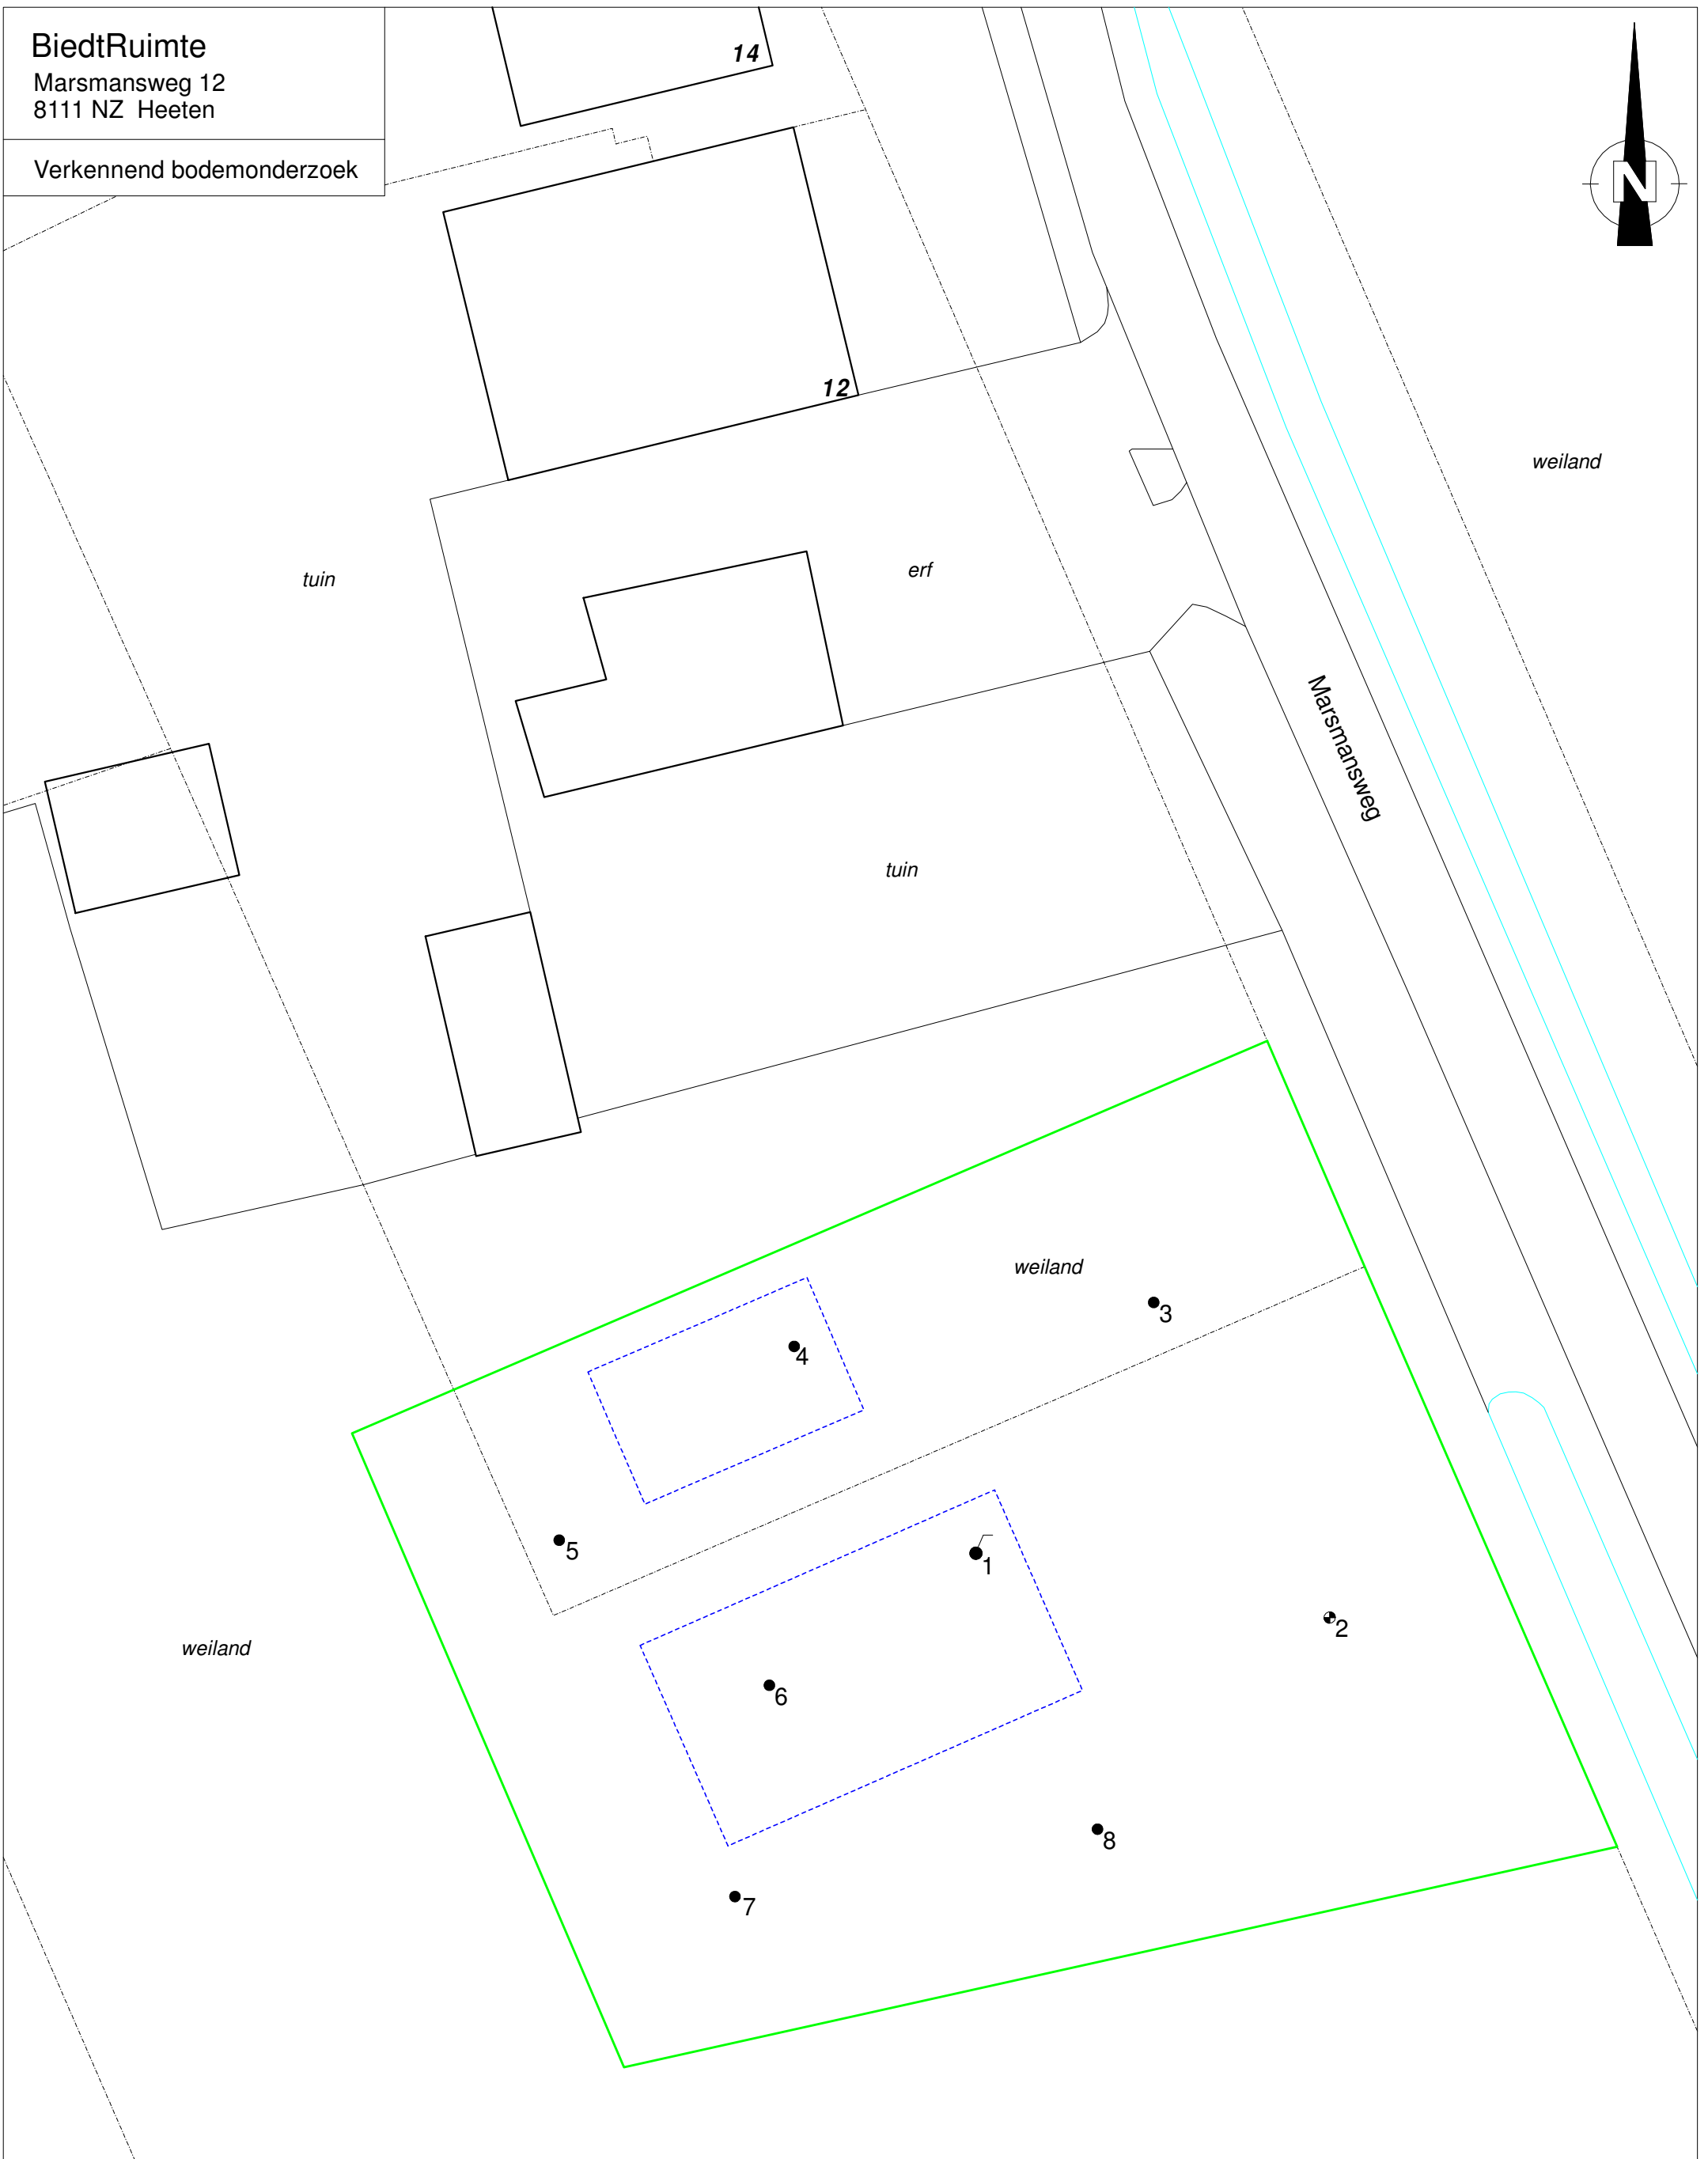 BiedtRuimte
Marsmansweg 12
8111 NZ  Heeten
Verkennend bodemonderzoek
14
N
12
weiland
tuin
erf
Marsmansweg
tuin
weiland
3
4
5
1
2
weiland
6
8
7